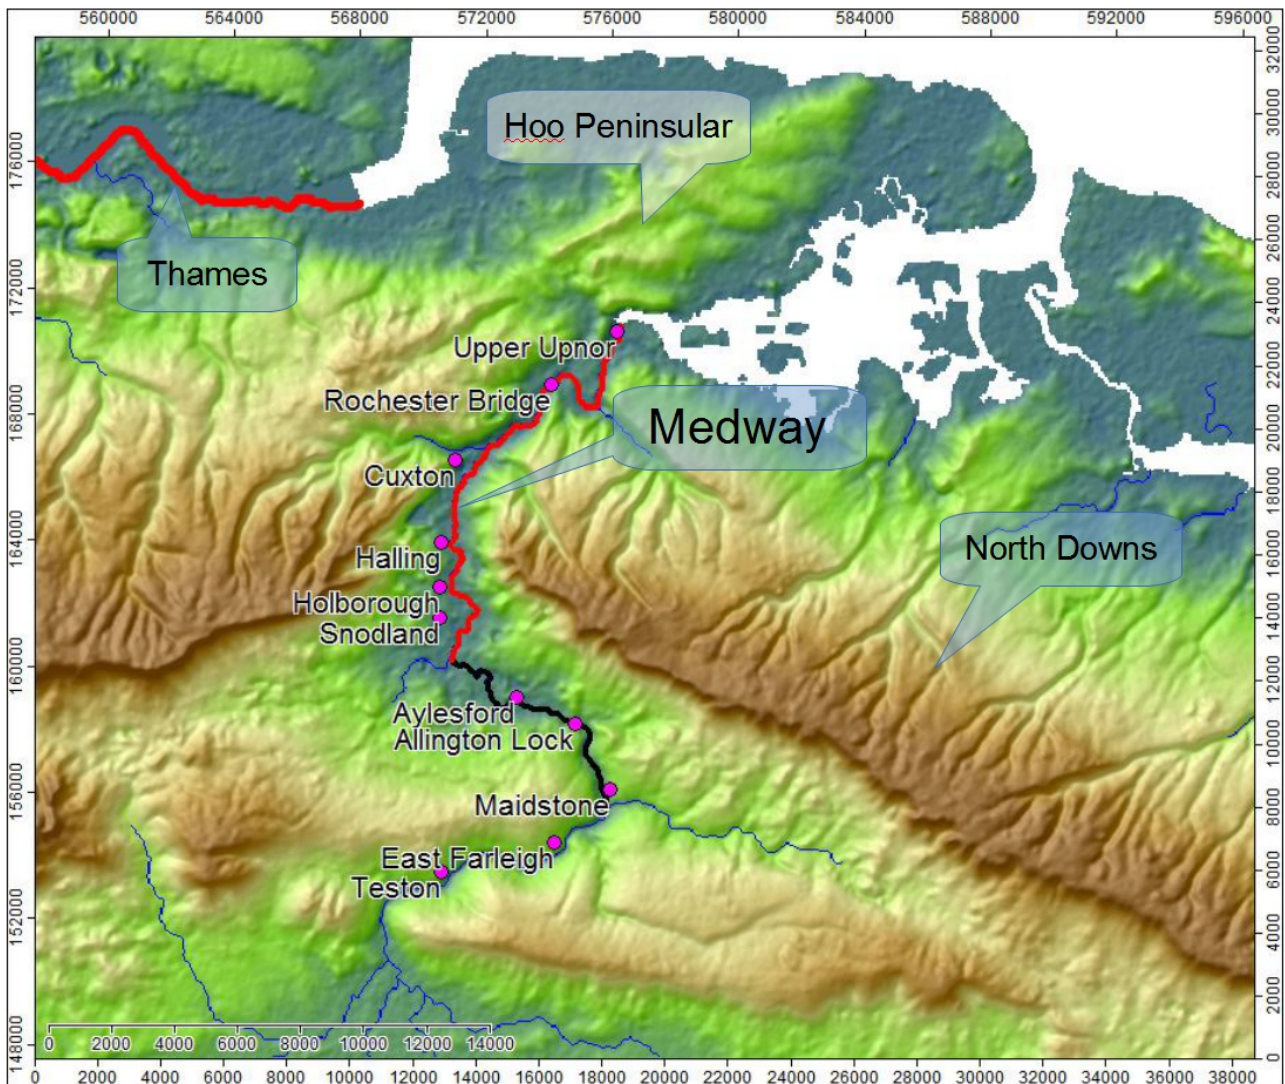 560000 564000 568000 572000 576000 580000 584000 588000 592000 596000
Hoo Peninsular
Thames
Upper Upnor
Rochester Bridge
Medway
Cuxton
North Downs
Halling
Holborough
Snodland
Aylesford
Allington Lock
Maidstone
East Farleigh
Teston
176000
172000
168000
164000
160000
156000
152000
148000
32000
30000
28000
26000
24000
22000
20000
18000
16000
14000
12000
10000
8000
6000
4000
2000
0
0 2000 4000 6000 8000 10000 12000 14000
0 2000 4000 6000 8000 10000 12000 14000 16000 18000 20000 22000 24000 26000 28000 30000 32000 34000 36000 38000